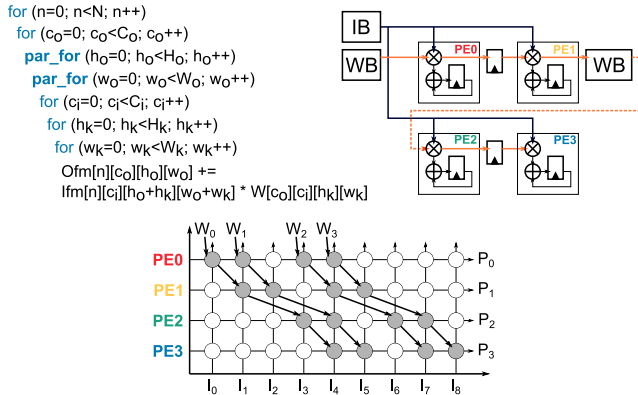 for (n=0; n<N; n++)
for (co=0; co<Co; co++)
par_for (ho=0; ho<Ho; ho++)
par_for (wo=0; wo<Wo; wo++)
for (ci=0; ci<Ci; ci++)
for (hk=0; hk<Hk; hk++)
for (wk=0; wk<Wk; wk++)
Ofm[n][co][ho][wo] +=
Ifm[n][ci][ho+hk][wo+wk] * W[co][ci][hk][wk]
IB
WB
PE0
PE1
WB
PE2
PE3
W0 W1 W2 W3
PE0 P0
PE1 P1
PE2 P2
PE3 P3
I0 I1 I2 I3 I4 I5 I6 I7 I8